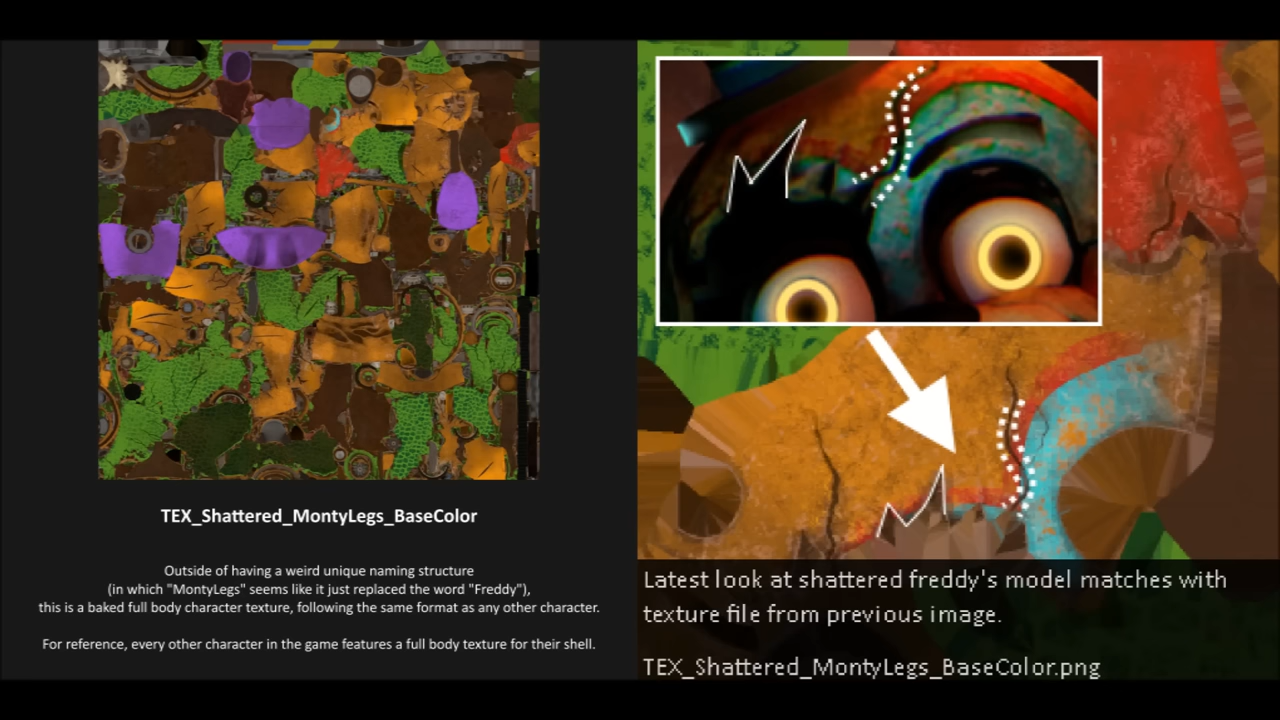 TEX_Shattered_MontyLegs_BaseColor
Outside of having a weird unique naming structure
(in which "MontyLegs" seems like it just replaced the word "Freddy"),
this is a baked full body character texture, following the same format as any other character.
For reference, every other character in the game features a full body texture for their shell.
Latest look at shattered freddy's model matches with
texture file from previous image.
TEX_Shattered_MontyLegs_BaseColor.png